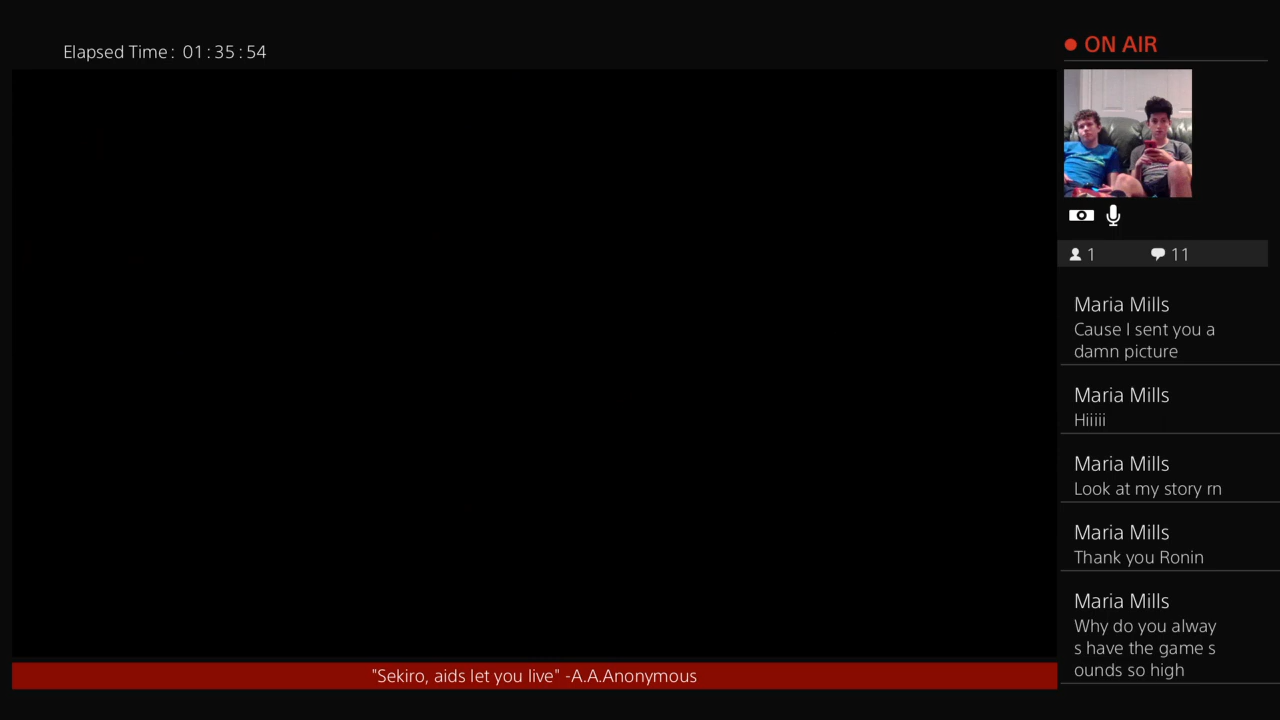 Elapsed Time: 01:35:54
ON AIR
1
11
Maria Mills
Cause I sent you a
damn picture
Maria Mills
Hiiiii
Maria Mills
Look at my story rn
Maria Mills
Thank you Ronin
Maria Mills
Why do you alway
s have the game s
ounds so high
"Sekiro, aids let you live" -A.A.Anonymous